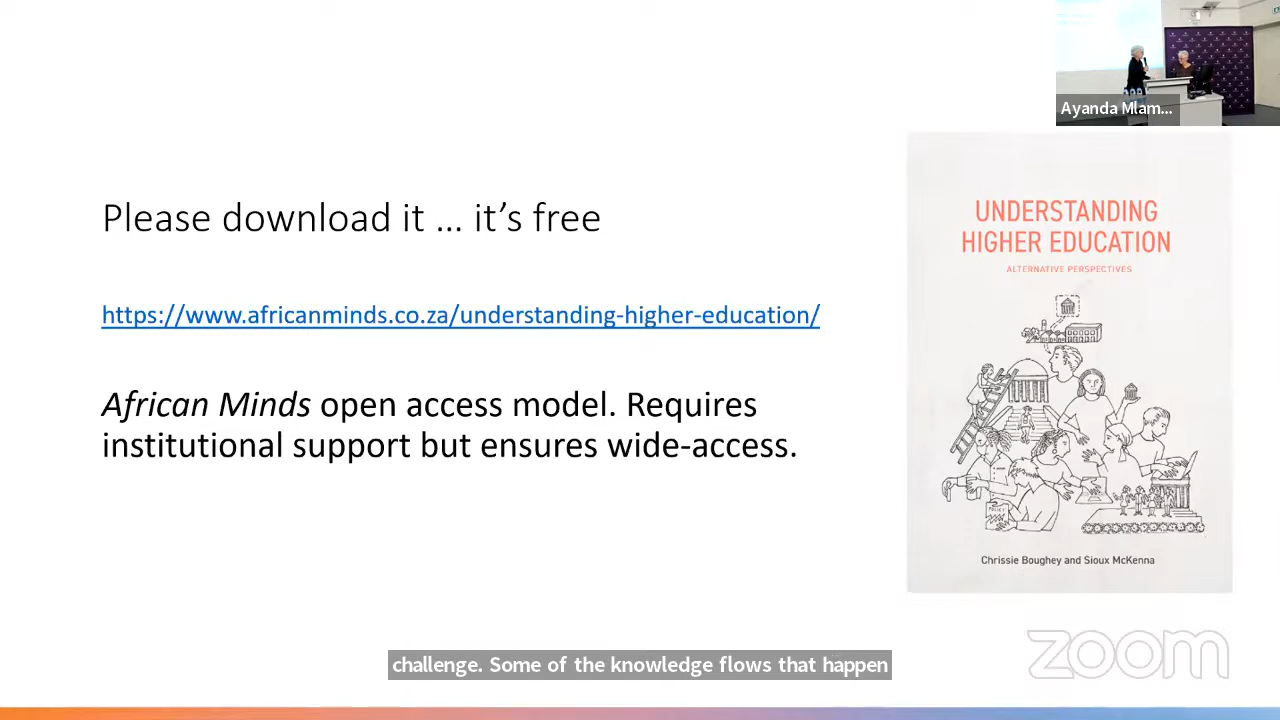 Ayanda Mlam...
Please download it … it’s free
https://www.africanminds.co.za/understanding-higher-education/
African Minds open access model. Requires
institutional support but ensures wide-access.
UNDERSTANDING
HIGHER EDUCATION
ALTERNATIVE PERSPECTIVES
POLICY
Chrissie Boughey and Sioux McKenna
zoom
challenge. Some of the knowledge flows that happen